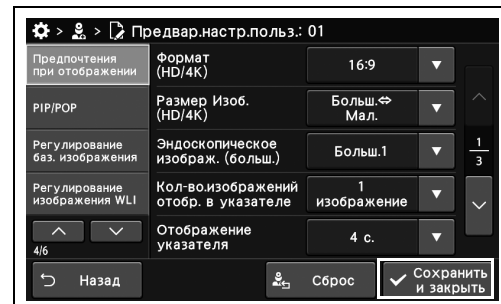 > > Предвар.настр.польз.: 01
Предпочтения
при отображении
Формат
(HD/4K)
16:9
PIP/POP
Размер Изоб.
(HD/4K)
Больш.⇔
Мал.
Регулирование
баз. изображения
Эндоскопическое
изображ. (больш.)
Больш.1
1
3
Регулирование
изображения WLI
Кол-во.изображений
отобр. в указателе
1
изображение
4/6
Отображение
указателя
4 с.
Назад
Сброс
Сохранить
и закрыть